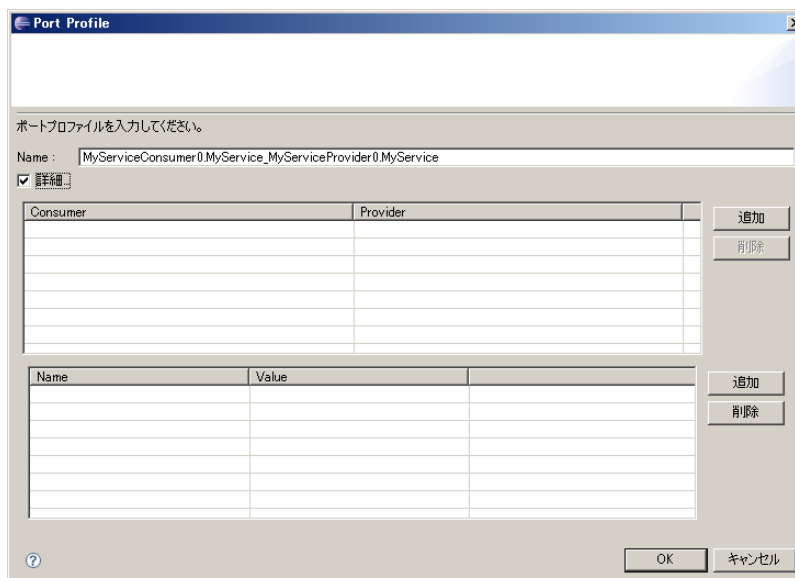 Port Profile
ポートプロファイルを入力してください。
Name : MyServiceConsumer0.MyService_MyServiceProvider0.MyService
詳細..
Consumer Provider
追加
削除
Name Value
追加
削除
OK キャンセル